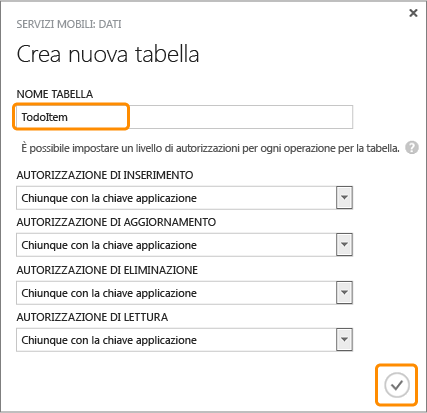 SERVIZI MOBILI: DATI
Crea nuova tabella
NOME TABELLA
TodoItem
È possibile impostare un livello di autorizzazioni per ogni operazione per la tabella. ?
AUTORIZZAZIONE DI INSERIMENTO
Chiunque con la chiave applicazione
AUTORIZZAZIONE DI AGGIORNAMENTO
Chiunque con la chiave applicazione
AUTORIZZAZIONE DI ELIMINAZIONE
Chiunque con la chiave applicazione
AUTORIZZAZIONE DI LETTURA
Chiunque con la chiave applicazione